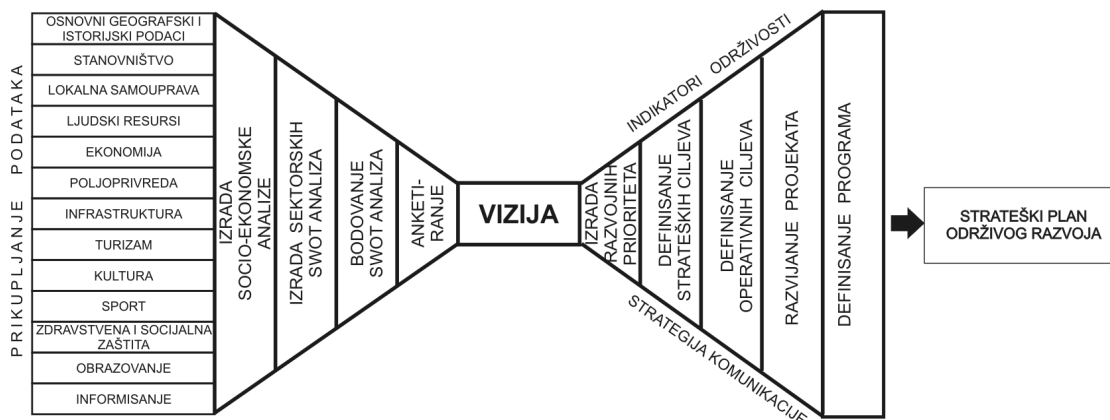 PRIKUPLJANJE PODATAKA
OSNOVNI GEOGRAFSKI I
ISTORIJSKI PODACI
STANOVNIŠTVO
LOKALNA SAMOUPRAVA
LJUDSKI RESURSI
EKONOMIJA
POLJOPRIVREDA
INFRASTRUKTURA
TURIZAM
KULTURA
SPORT
ZDRAVSTVENA I SOCIJALNA
ZAŠTITA
OBRAZOVANJE
INFORMISANJE
IZRADA
SOCIO-EKONOMSKE
ANALIZE
IZRADA SEKTORSKIH
SWOT ANALIZA
BODOVANJE
SWOT ANALIZA
ANKETI-
RANJE
VIZIJA
INDIKATORI ODRŽIVOSTI
IZRADA
RAZVOJNIH
PRIORITETA
DEFINISANJE
STRATEŠKIH CILJEVA
DEFINISANJE
OPERATIVNIH CILJEVA
RAZVIJANJE PROJEKATA
DEFINISANJE PROGRAMA
STRATEGIJA KOMUNIKACIJE
STRATEŠKI PLAN
ODRŽIVOG RAZVOJA